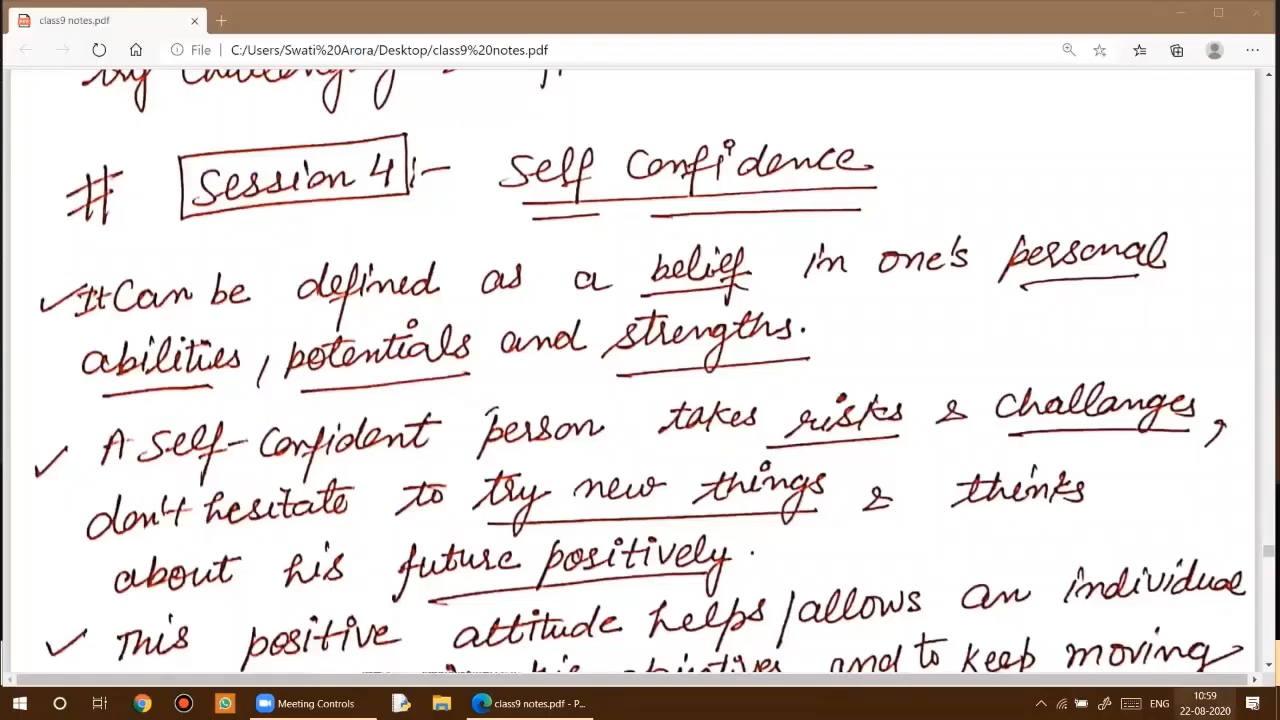 class9 notes.pdf
File
C:/Users/Swati%20Arora/Desktop/class9%20notes.pdf
try
# Session 4 :- Self Confidence
It Can be defined as a belief in one's personal
abilities, potentials and strengths.
A self-confident person takes risks & challanges,
don't hesitate to try new things & thinks
about his future positively.
This positive attitude helps/allows an individual
objectives and to keep moving
Meeting Controls
class9 notes.pdf - P...
ENG
10:59
22-08-2020